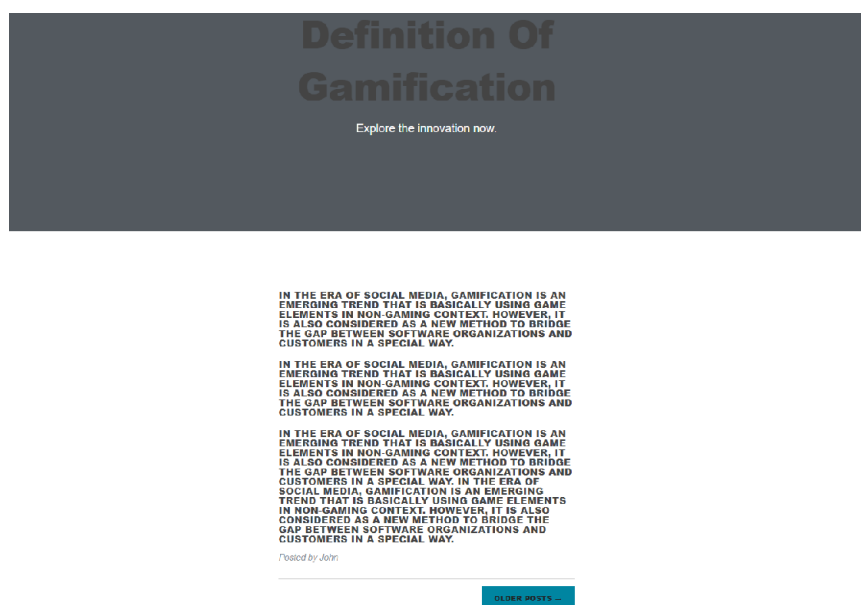 Definition Of
Gamification
Explore the innovation now.
IN THE ERA OF SOCIAL MEDIA, GAMIFICATION IS AN
EMERGING TREND THAT IS BASICALLY USING GAME
ELEMENTS IN NON-GAMING CONTEXT. HOWEVER, IT
IS ALSO CONSIDERED AS A NEW METHOD TO BRIDGE
THE GAP BETWEEN SOFTWARE ORGANIZATIONS AND
CUSTOMERS IN A SPECIAL WAY.
IN THE ERA OF SOCIAL MEDIA, GAMIFICATION IS AN
EMERGING TREND THAT IS BASICALLY USING GAME
ELEMENTS IN NON-GAMING CONTEXT. HOWEVER, IT
IS ALSO CONSIDERED AS A NEW METHOD TO BRIDGE
THE GAP BETWEEN SOFTWARE ORGANIZATIONS AND
CUSTOMERS IN A SPECIAL WAY.
IN THE ERA OF SOCIAL MEDIA, GAMIFICATION IS AN
EMERGING TREND THAT IS BASICALLY USING GAME
ELEMENTS IN NON-GAMING CONTEXT. HOWEVER, IT
IS ALSO CONSIDERED AS A NEW METHOD TO BRIDGE
THE GAP BETWEEN SOFTWARE ORGANIZATIONS AND
CUSTOMERS IN A SPECIAL WAY. IN THE ERA OF
SOCIAL MEDIA, GAMIFICATION IS AN EMERGING
TREND THAT IS BASICALLY USING GAME ELEMENTS
IN NON-GAMING CONTEXT. HOWEVER, IT IS ALSO
CONSIDERED AS A NEW METHOD TO BRIDGE THE
GAP BETWEEN SOFTWARE ORGANIZATIONS AND
CUSTOMERS IN A SPECIAL WAY.
Posted by John
OLDER POSTS →